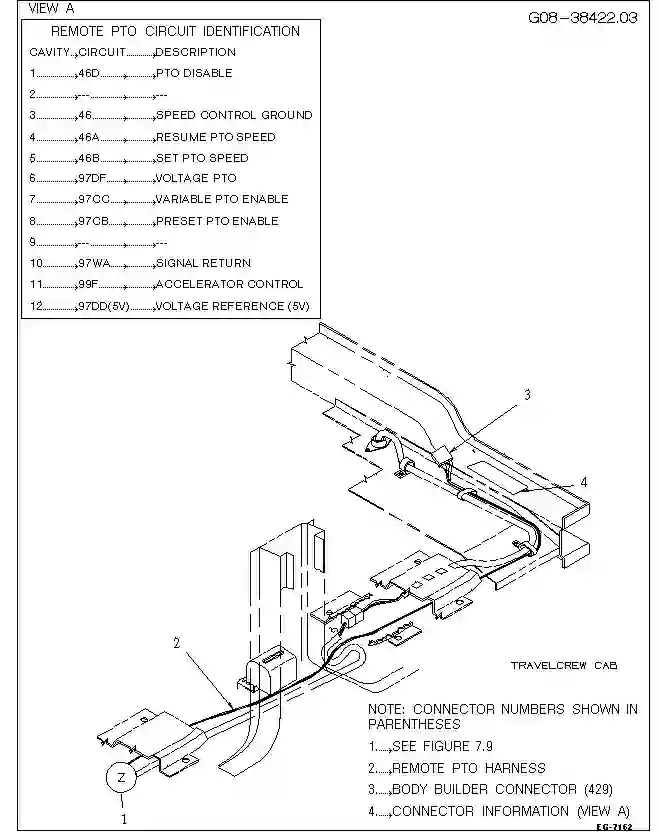 VIEW A
G08-38422.03
REMOTE PTO CIRCUIT IDENTIFICATION
CAVITY...CIRCUIT............DESCRIPTION
1...............46D......................PTO DISABLE
2...............---......................---
3...............46......................SPEED CONTROL GROUND
4...............46A......................RESUME PTO SPEED
5...............46B......................SET PTO SPEED
6...............97DF......................VOLTAGE PTO
7...............97CC......................VARIABLE PTO ENABLE
8...............97CB......................PRESET PTO ENABLE
9...............---......................---
10...............97WA......................SIGNAL RETURN
11...............99F......................ACCELERATOR CONTROL
12...............97DD(5V)...........VOLTAGE REFERENCE (5V)
3
4
2
TRAVELCREW CAB
NOTE: CONNECTOR NUMBERS SHOWN IN
PARENTHESES
1.....SEE FIGURE 7.9
2.....REMOTE PTO HARNESS
3.....BODY BUILDER CONNECTOR (429)
4.....CONNECTOR INFORMATION (VIEW A)
Z
1
EG-7162